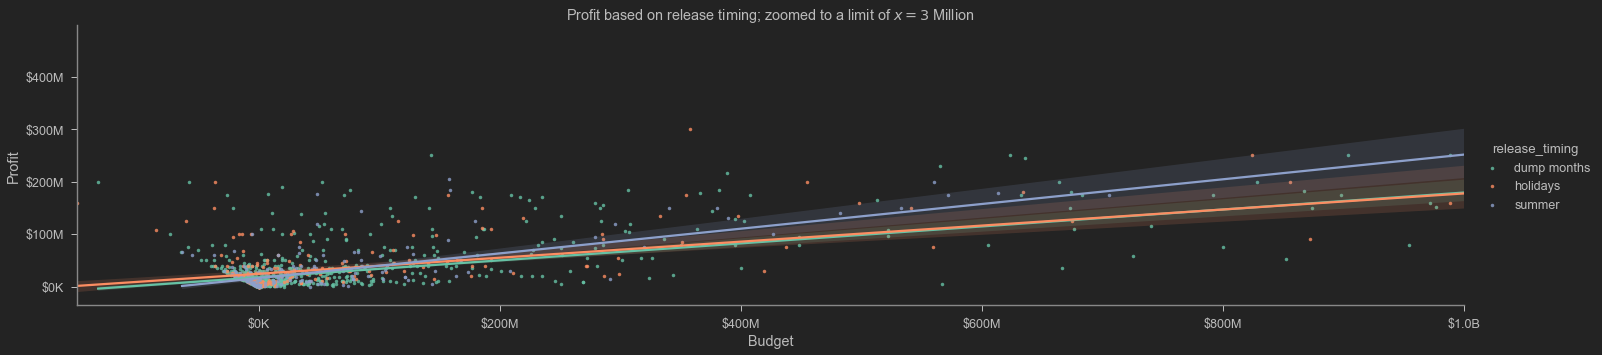 Profit based on release timing; zoomed to a limit of x = 3 Million
$400M
$300M
$200M
$100M
$0K
Profit
$0K
$200M
$400M
$600M
$800M
$1.0B
Budget
release_timing
dump months
holidays
summer